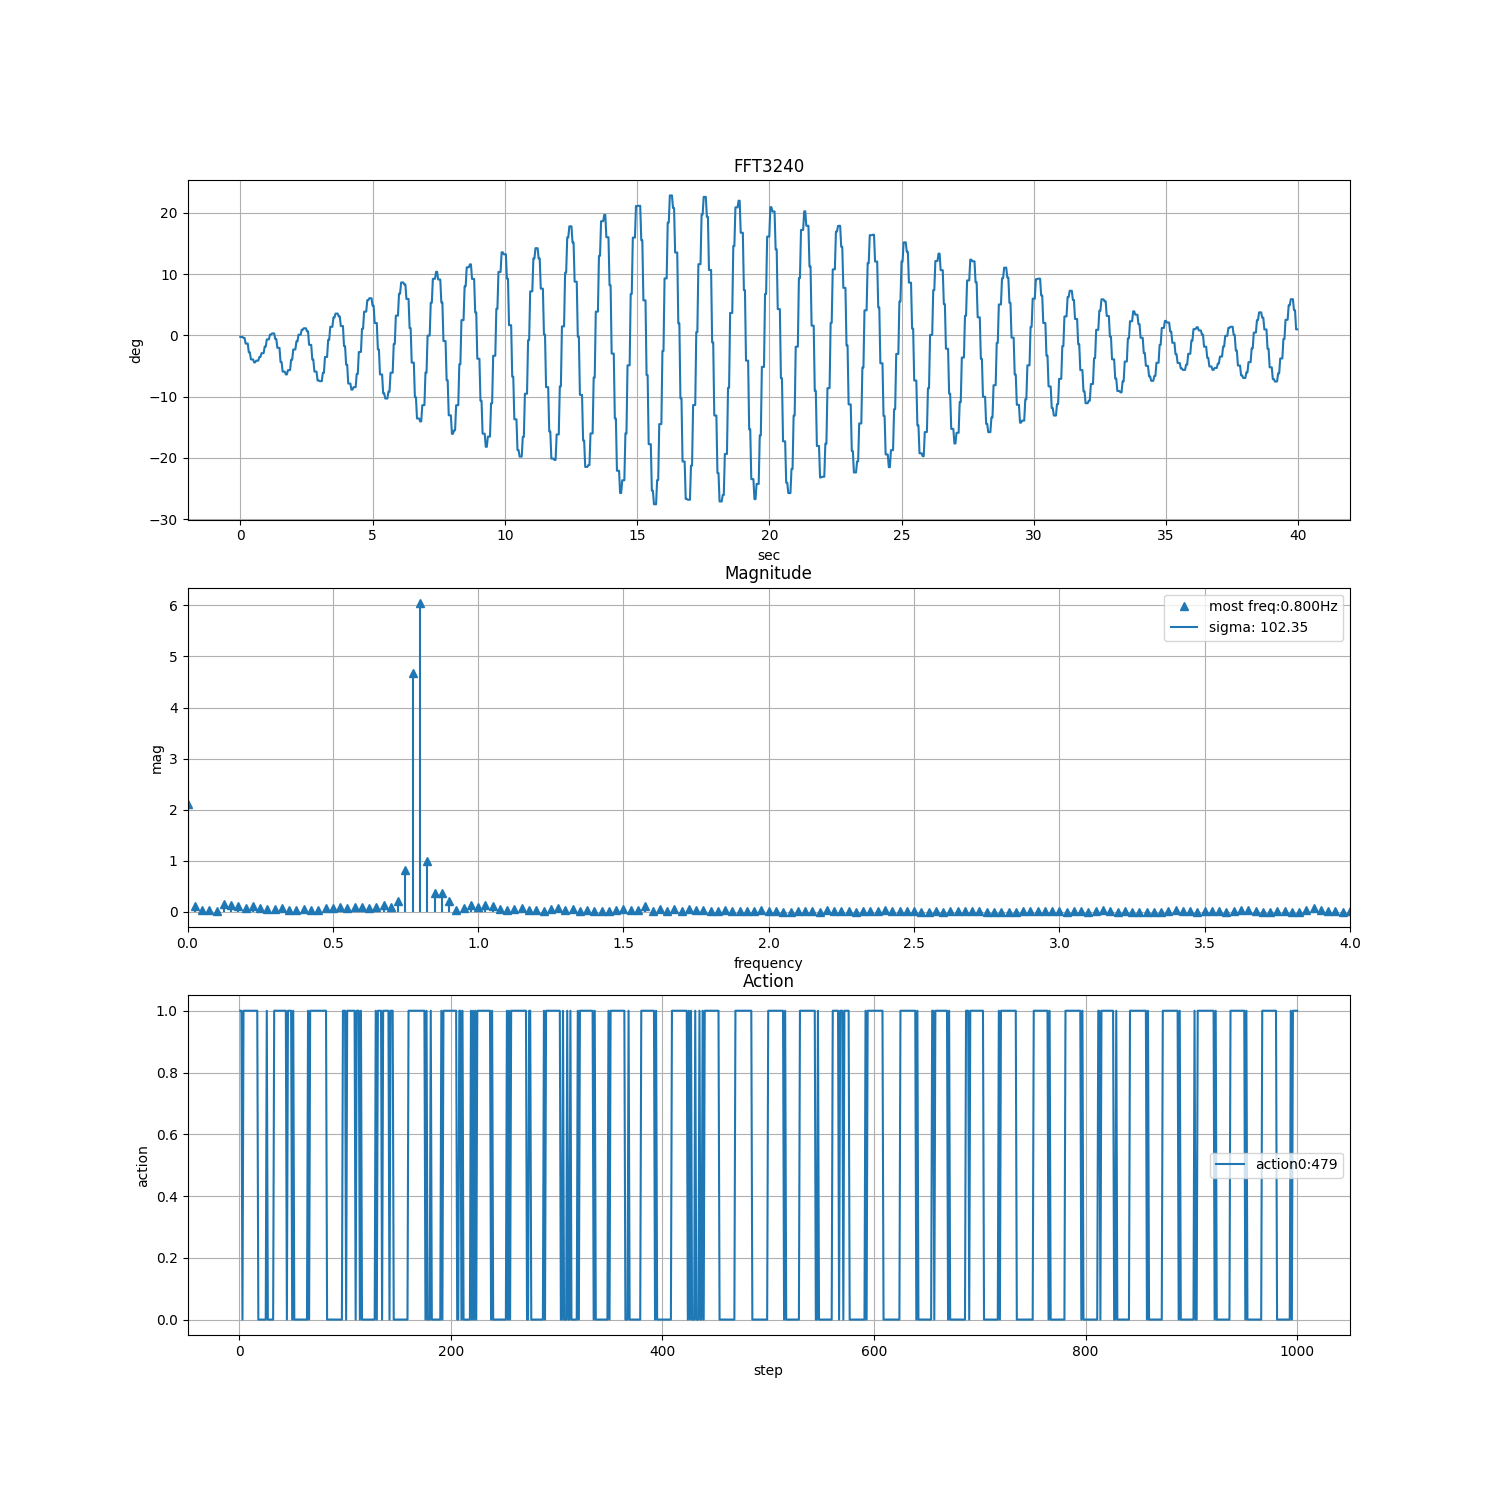 FFT3240
20
10
0
−10
−20
−30
deg
0 5 10 15 20 25 30 35 40
sec
Magnitude
6
5
4
3
2
1
0
mag
most freq:0.800Hz
sigma: 102.35
0.0 0.5 1.0 1.5 2.0 2.5 3.0 3.5 4.0
frequency
Action
1.0
0.8
0.6
0.4
0.2
0.0
action
action0:479
0 200 400 600 800 1000
step